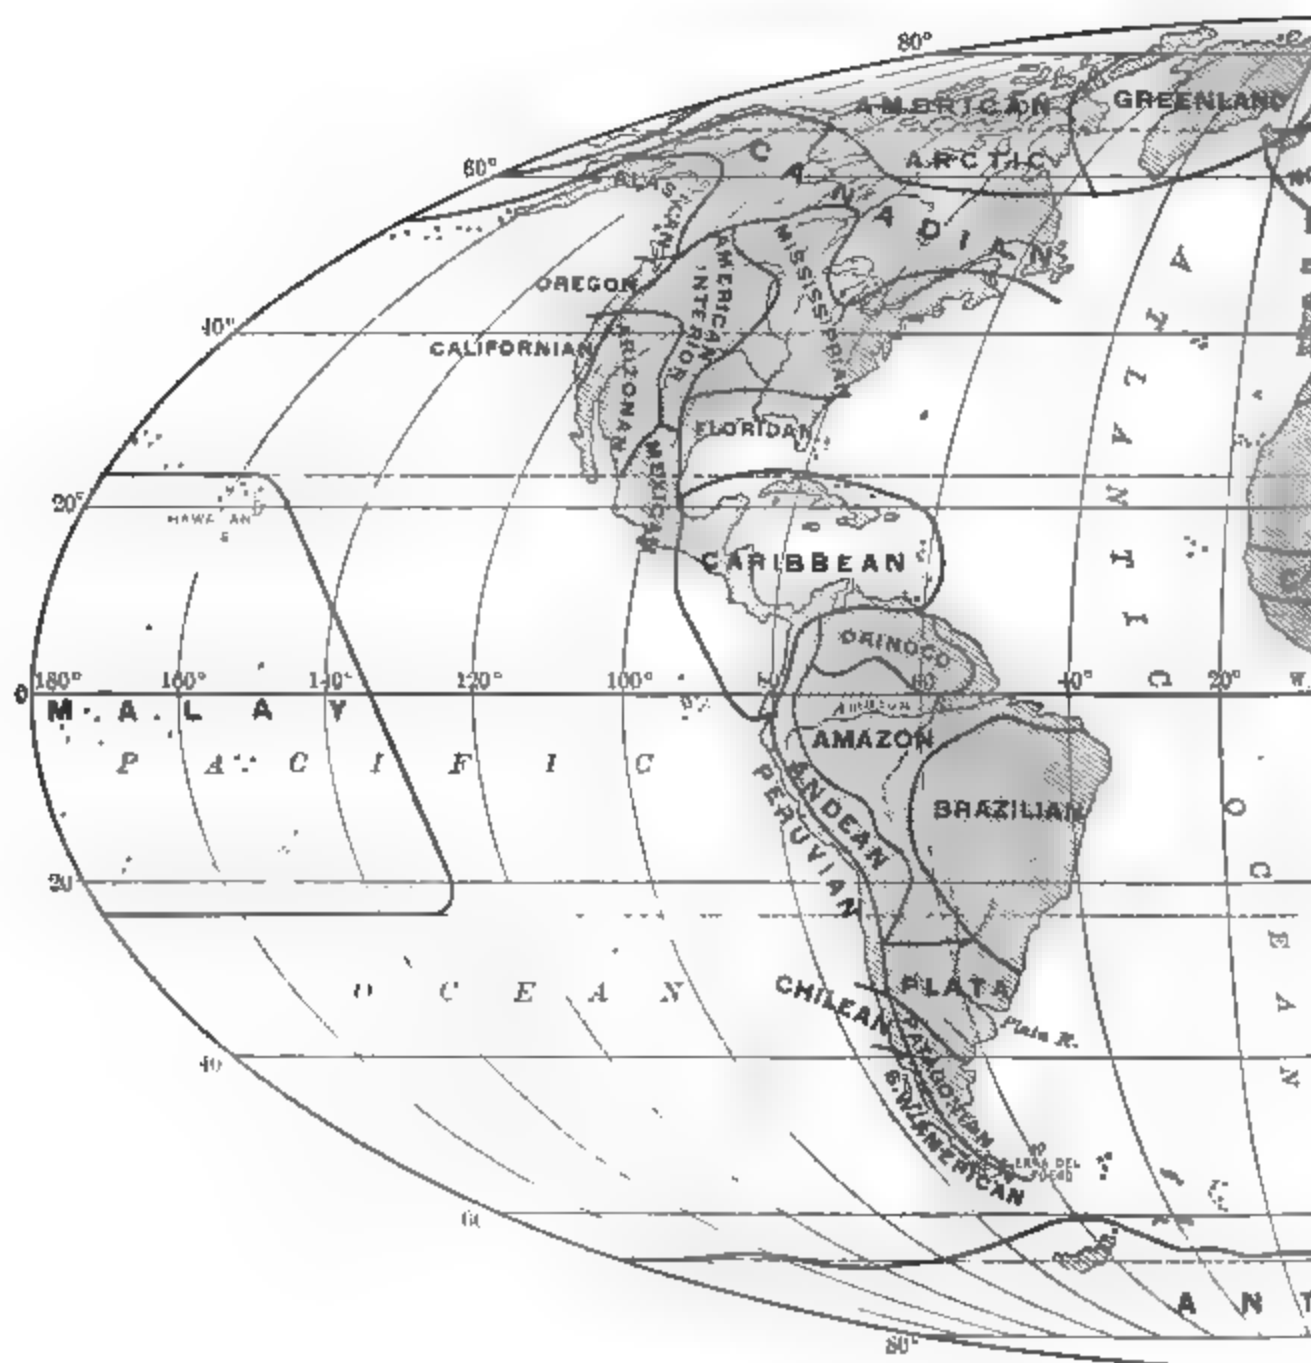 80°
AMERICAN
GREENLAND
60°
CANADIAN
ARCTIC
ALASKAN
AMERICAN
INTERIOR
MISSISSIPPIAN
OREGON
40°
CALIFORNIAN
ARIZONAN
FLORIDAN
MEXICAN
20°
CARIBBEAN
ORINOCO
0 180° 160° 140° 120° 100° 80° 60 40° 20° W.
MALAY
AMAZON
PACIFIC
ANDEAN
PERUVIAN
BRAZILIAN
20
ATLANTIC
OCEAN
OCEAN
PLATA
CHILEAN
Plata R.
PATAGONIAN
40
S.W. AMERICAN
DEL
60
ANT
80°